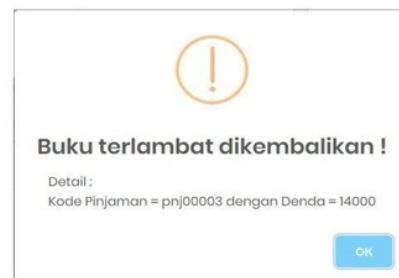 !
Buku terlambat dikembalikan !
Detail :
Kode Pinjaman = pnj00003 dengan Denda = 14000
OK